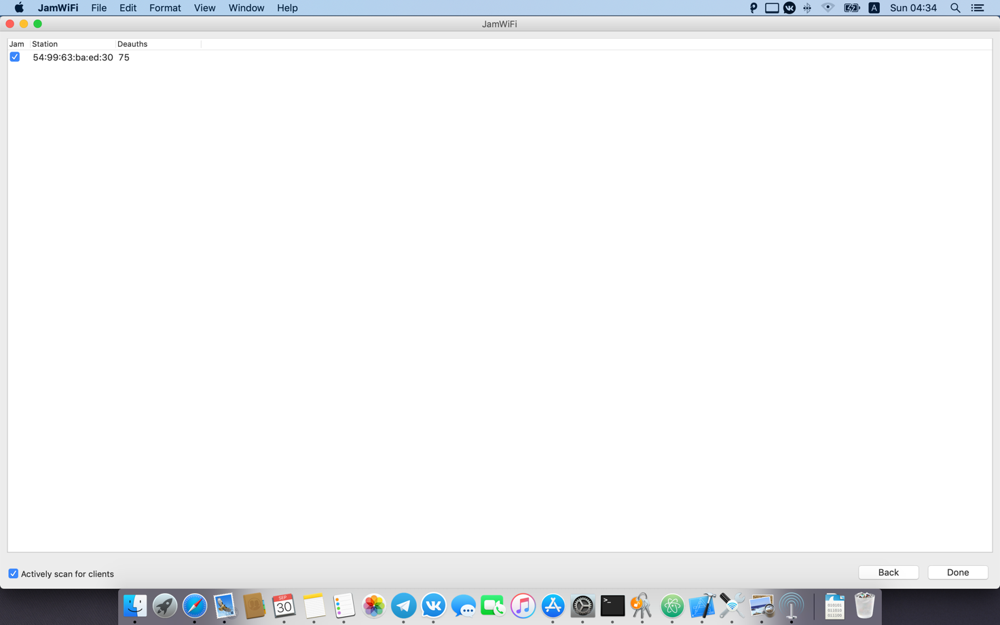 JamWiFi File Edit Format View Window Help A Sun 04:34
JamWiFi
Jam Station Deauths
54:99:63:ba:ed:30 75
Actively scan for clients Back Done
SEP
30
>_
010101
011010
011100